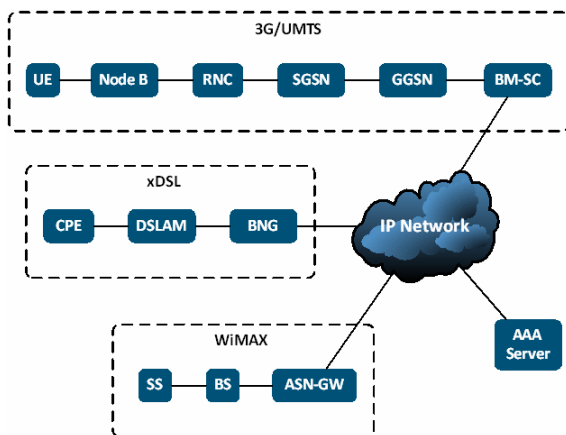 3G/UMTS
UE
Node B
RNC
SGSN
GGSN
BM-SC
xDSL
CPE
DSLAM
BNG
IP Network
WiMAX
SS
BS
ASN-GW
AAA
Server